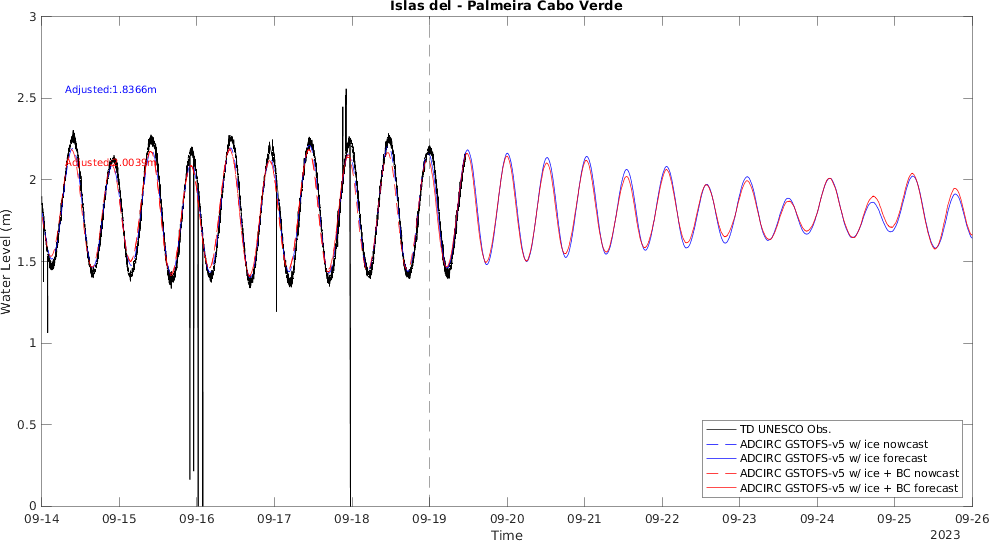 Islas del - Palmeira Cabo Verde
3
2.5
2
1.5
1
0.5
0
Water Level (m)
Adjusted:1.8366m
Adjusted:0.0039m
TD UNESCO Obs.
ADCIRC GSTOFS-v5 w/ ice nowcast
ADCIRC GSTOFS-v5 w/ ice forecast
ADCIRC GSTOFS-v5 w/ ice + BC nowcast
ADCIRC GSTOFS-v5 w/ ice + BC forecast
09-14 09-15 09-16 09-17 09-18 09-19 09-20 09-21 09-22 09-23 09-24 09-25 09-26
Time
2023